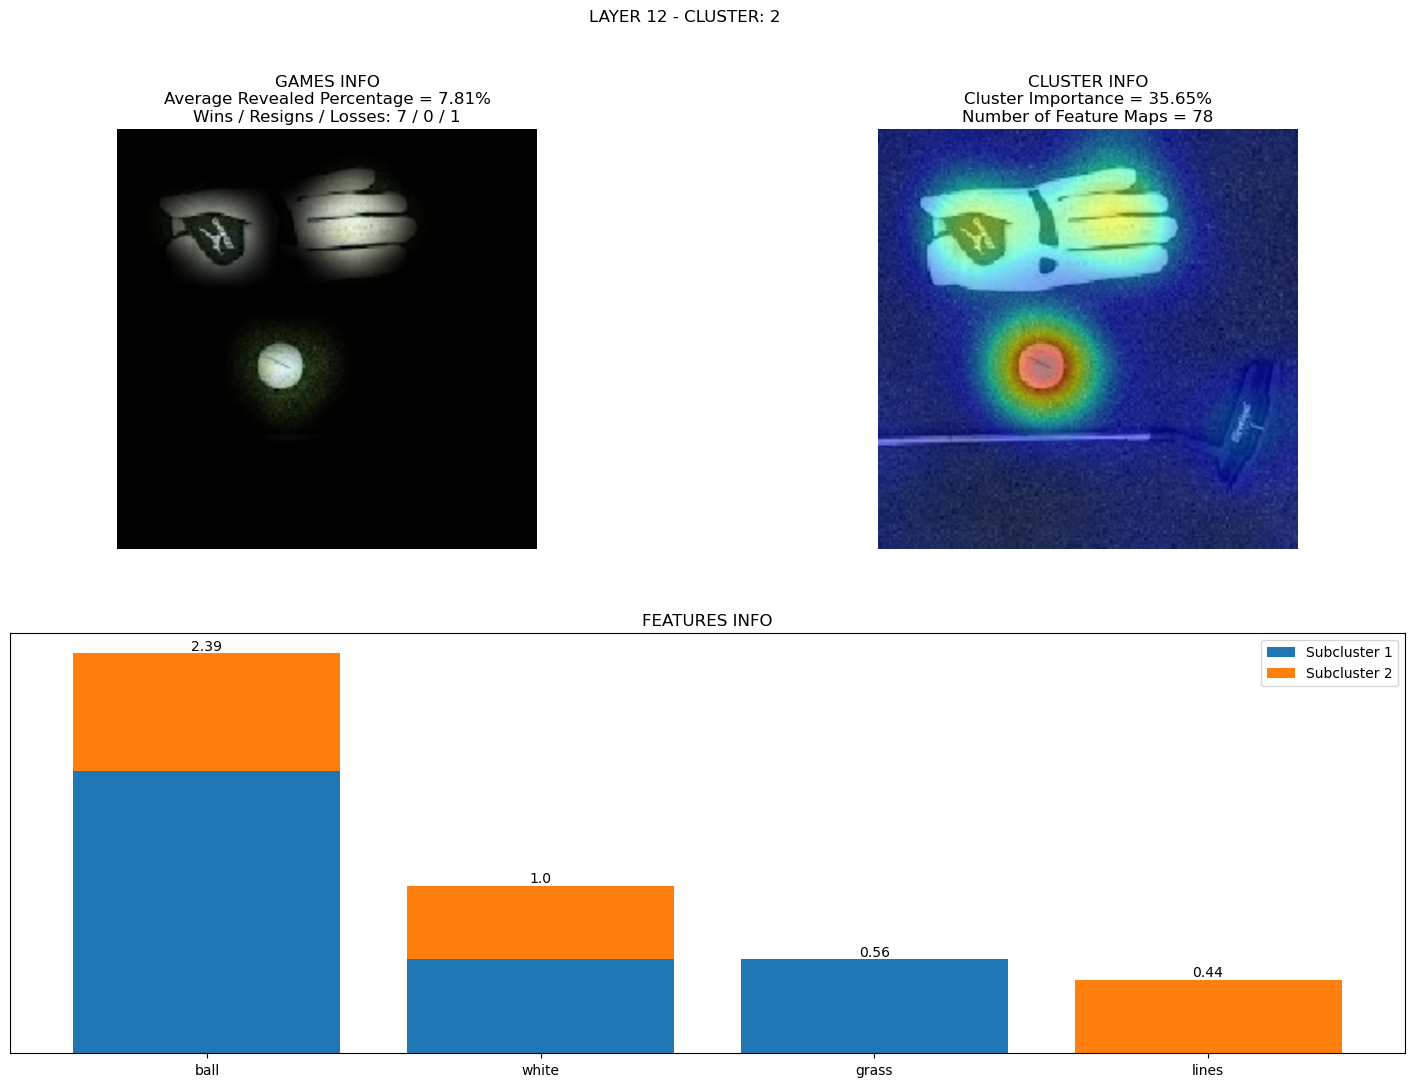 LAYER 12 - CLUSTER: 2
GAMES INFO
Average Revealed Percentage = 7.81%
Wins / Resigns / Losses: 7 / 0 / 1
CLUSTER INFO
Cluster Importance = 35.65%
Number of Feature Maps = 78
FEATURES INFO
2.39
1.0
0.56
0.44
Subcluster 1
Subcluster 2
ball
white
grass
lines